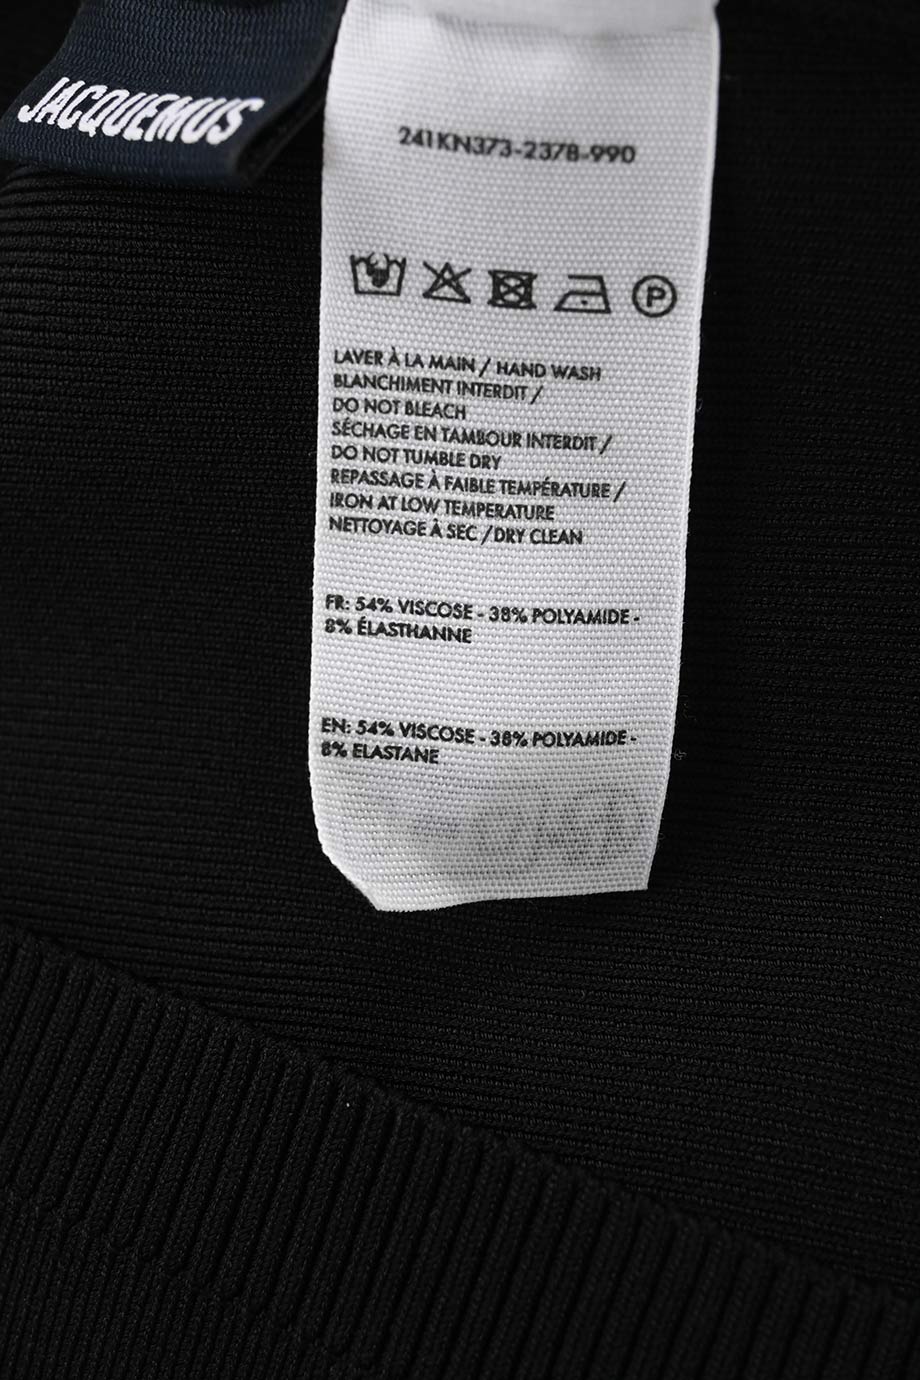 JACQUEMUS
241KN373-2378-990
P
LAVER À LA MAIN / HAND WASH
BLANCHIMENT INTERDIT /
DO NOT BLEACH
SÉCHAGE EN TAMBOUR INTERDIT /
DO NOT TUMBLE DRY
REPASSAGE À FAIBLE TEMPÉRATURE /
IRON AT LOW TEMPERATURE
NETTOYAGE À SEC /DRY CLEAN
FR: 54% VISCOSE - 38% POLYAMIDE -
8% ÉLASTHANNE
EN: 54% VISCOSE - 38% POLYAMIDE -
8% ELASTANE